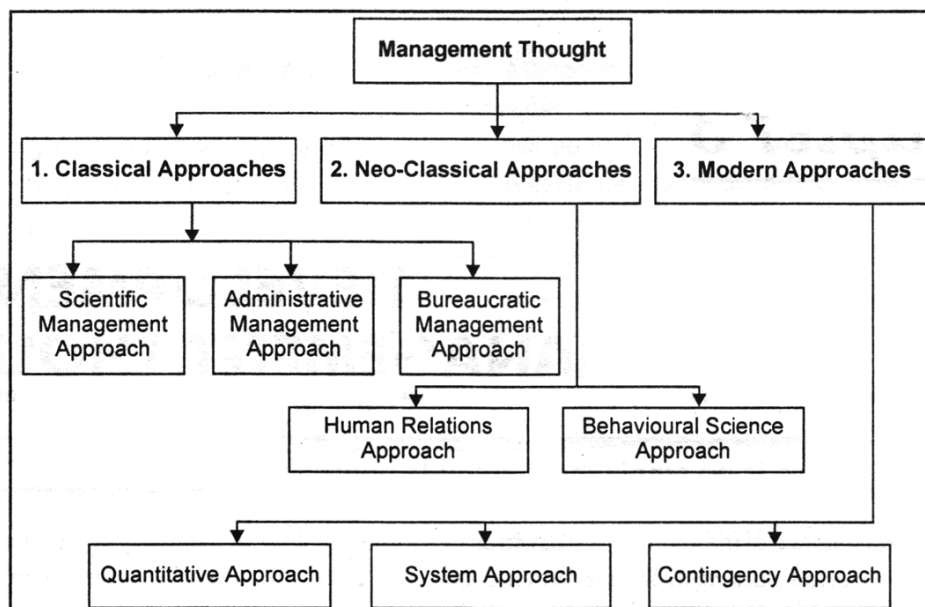 Management Thought
1. Classical Approaches
2. Neo-Classical Approaches
3. Modern Approaches
Scientific
Management
Approach
Administrative
Management
Approach
Bureaucratic
Management
Approach
Human Relations
Approach
Behavioural Science
Approach
Quantitative Approach
System Approach
Contingency Approach